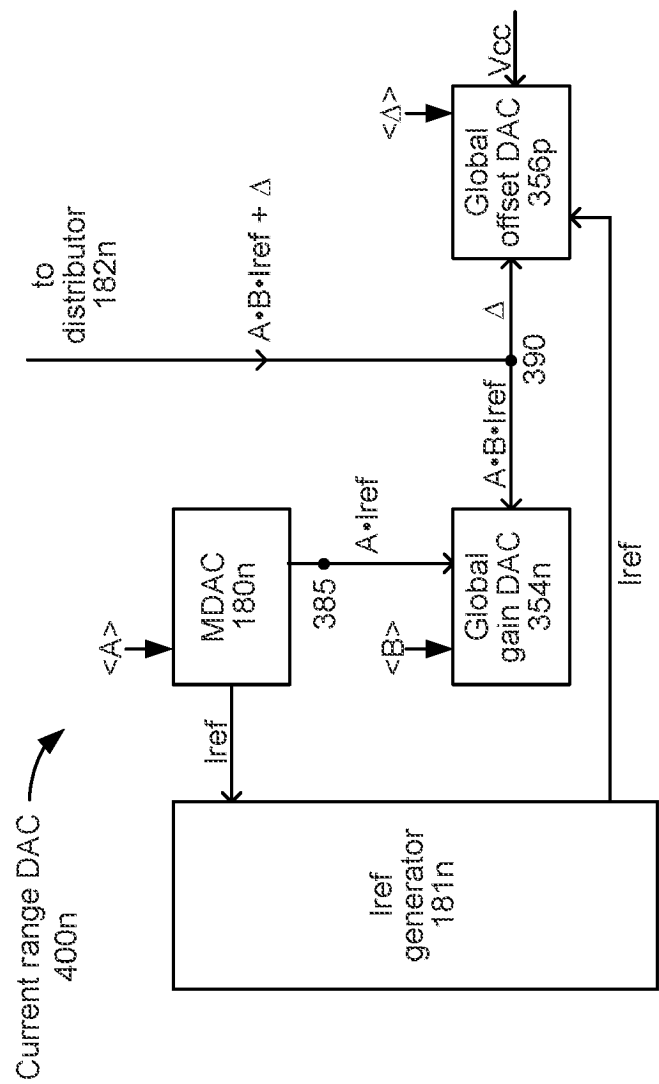 Current range DAC
400n
<A>
MDAC
180n
Iref
385
A•Iref
to
distributor
182n
A•B•Iref + Δ
Iref
generator
181n
<B>
Global
gain DAC
354n
A•B•Iref
390
Δ
<Δ>
Global
offset DAC
356p
Vcc
Iref